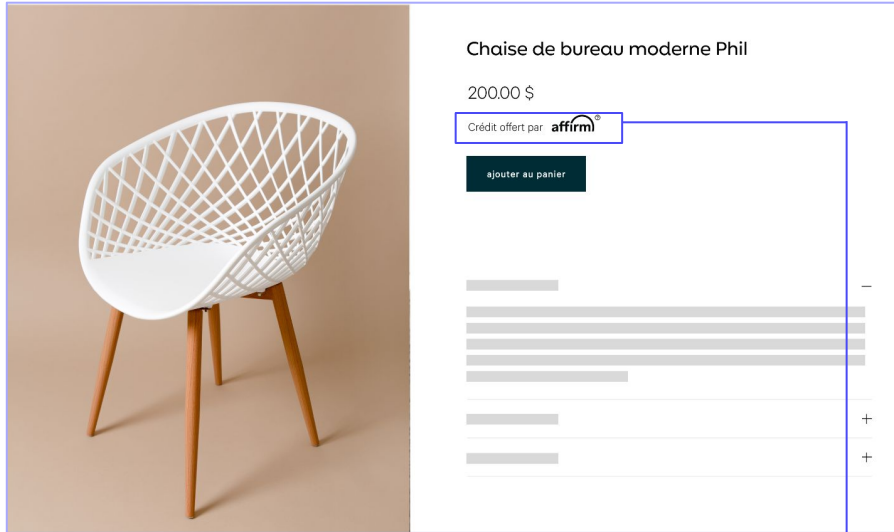 Chaise de bureau moderne Phil
200.00 $
Crédit offert par affirm
ajouter au panier